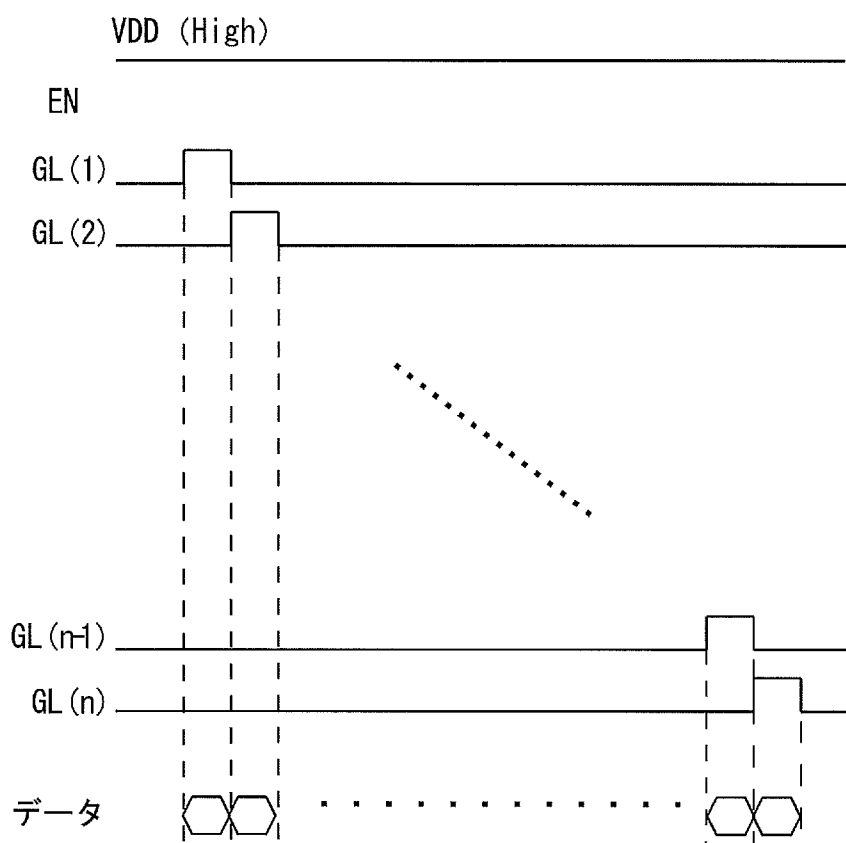 VDD (High)
EN
GL(1)
GL(2)
GL(n-1)
GL(n)
データ